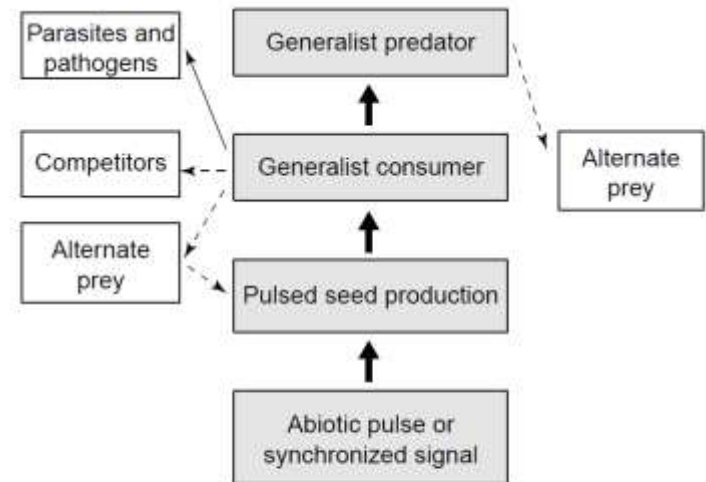 Parasites and
pathogens
Generalist predator
Competitors
Generalist consumer
Alternate
prey
Alternate
prey
Pulsed seed production
Abiotic pulse or
synchronized signal